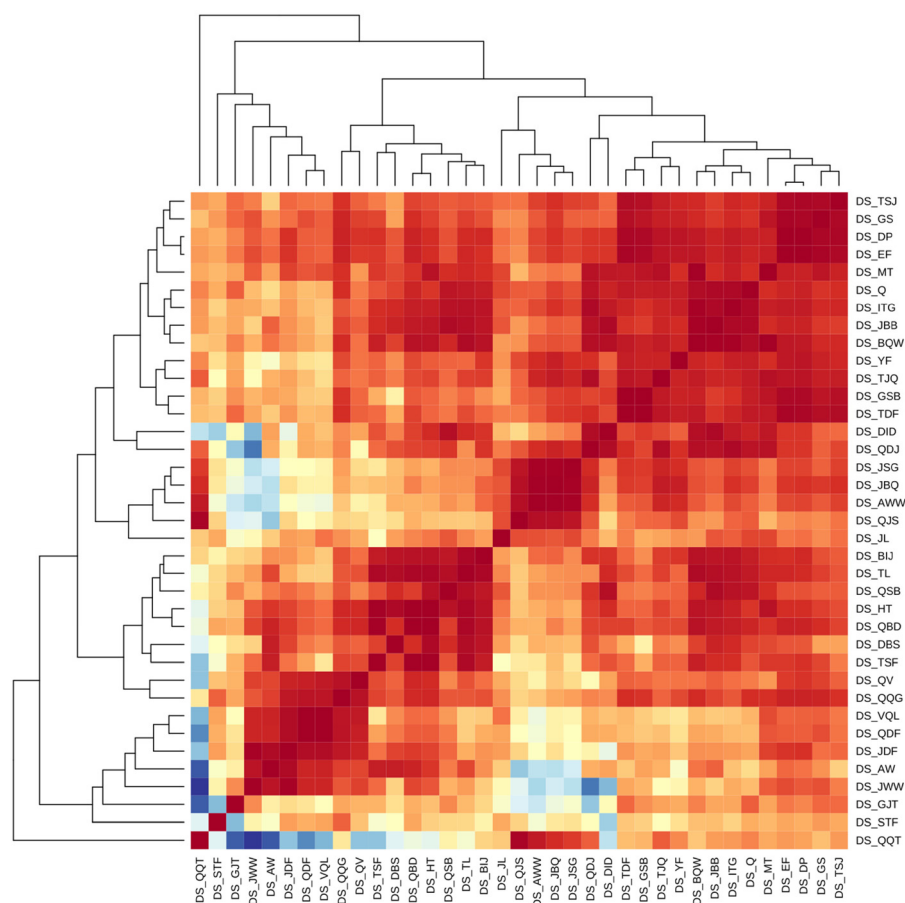 DS_TSJ
DS_GS
DS_DP
DS_EF
DS_MT
DS_Q
DS_ITG
DS_JBB
DS_BQW
DS_YF
DS_TJQ
DS_GSB
DS_TDF
DS_DID
DS_QDJ
DS_JSG
DS_JBQ
DS_AWW
DS_QJS
DS_JL
DS_BIJ
DS_TL
DS_QSB
DS_HT
DS_QBD
DS_DBS
DS_TSF
DS_QV
DS_QQG
DS_VQL
DS_QDF
DS_JDF
DS_AW
DS_JWW
DS_GJT
DS_STF
DS_QQT
DS_QQT
DS_STF
DS_GJT
DS_JWW
DS_AW
DS_JDF
DS_QDF
DS_VQL
DS_QQG
DS_QV
DS_TSF
DS_DBS
DS_QBD
DS_HT
DS_QSB
DS_TL
DS_BIJ
DS_JL
DS_QJS
DS_AWW
DS_JBQ
DS_JSG
DS_QDJ
DS_DID
DS_TDF
DS_GSB
DS_TJQ
DS_YF
DS_BQW
DS_JBB
DS_ITG
DS_Q
DS_MT
DS_EF
DS_DP
DS_GS
DS_TSJ